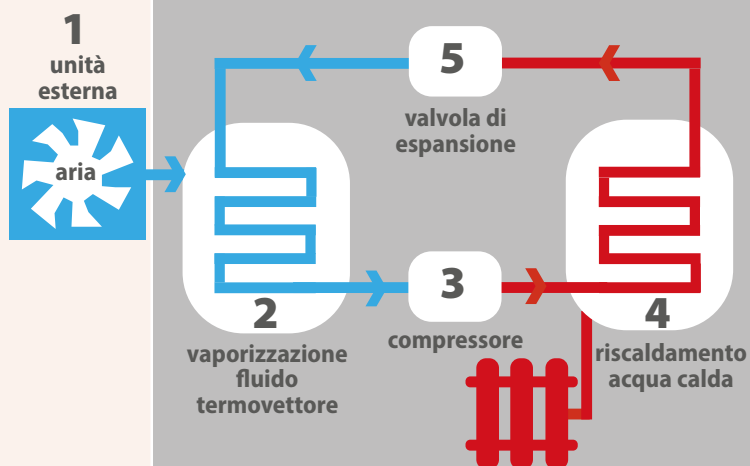 1
unità
esterna
aria
5
valvola di
espansione
2
vaporizzazione
fluido
termovettore
3
compressore
4
riscaldamento
acqua calda